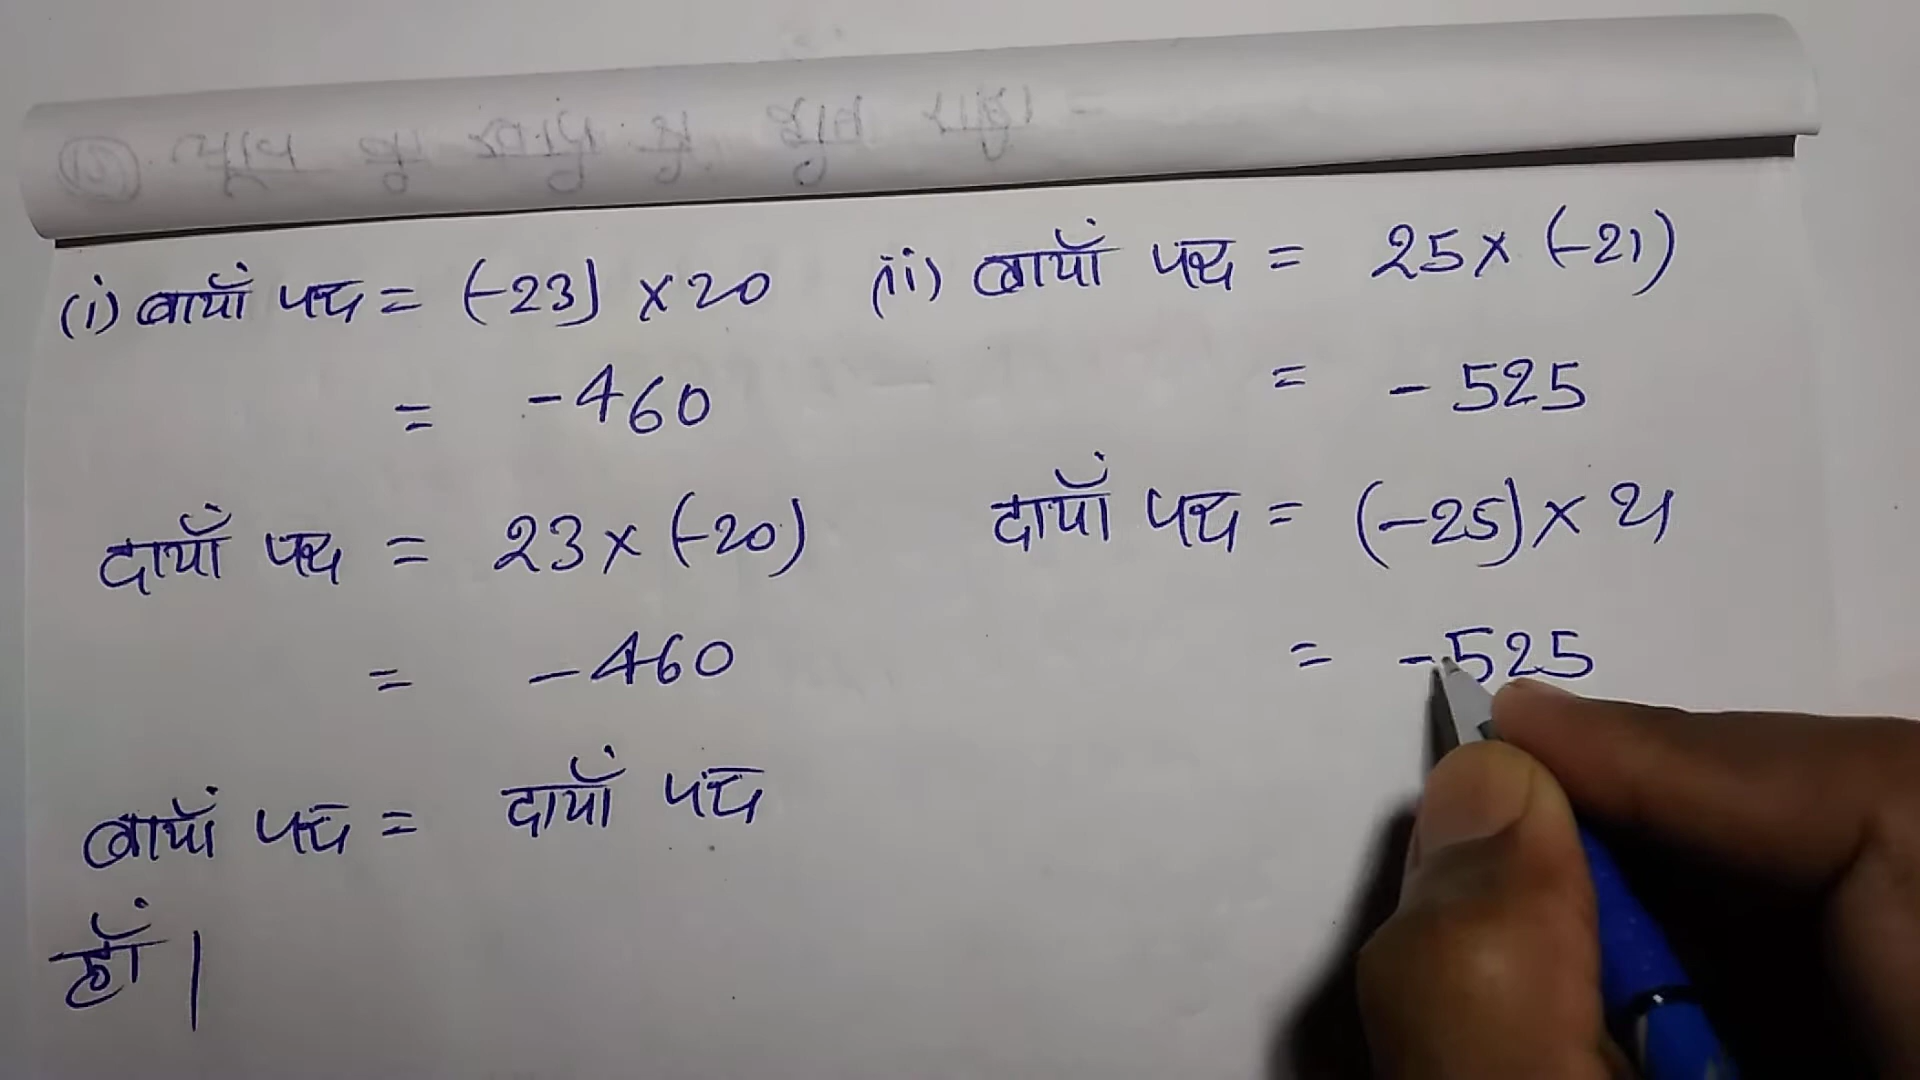 (i) बायाँ पक्ष = (-23) × 20
= -460
दायाँ पक्ष = 23 × (-20)
= -460
बायाँ पक्ष = दायाँ पक्ष
हाँ |
(ii) बायाँ पक्ष = 25 × (-21)
= -525
दायाँ पक्ष = (-25) × 21
= -525